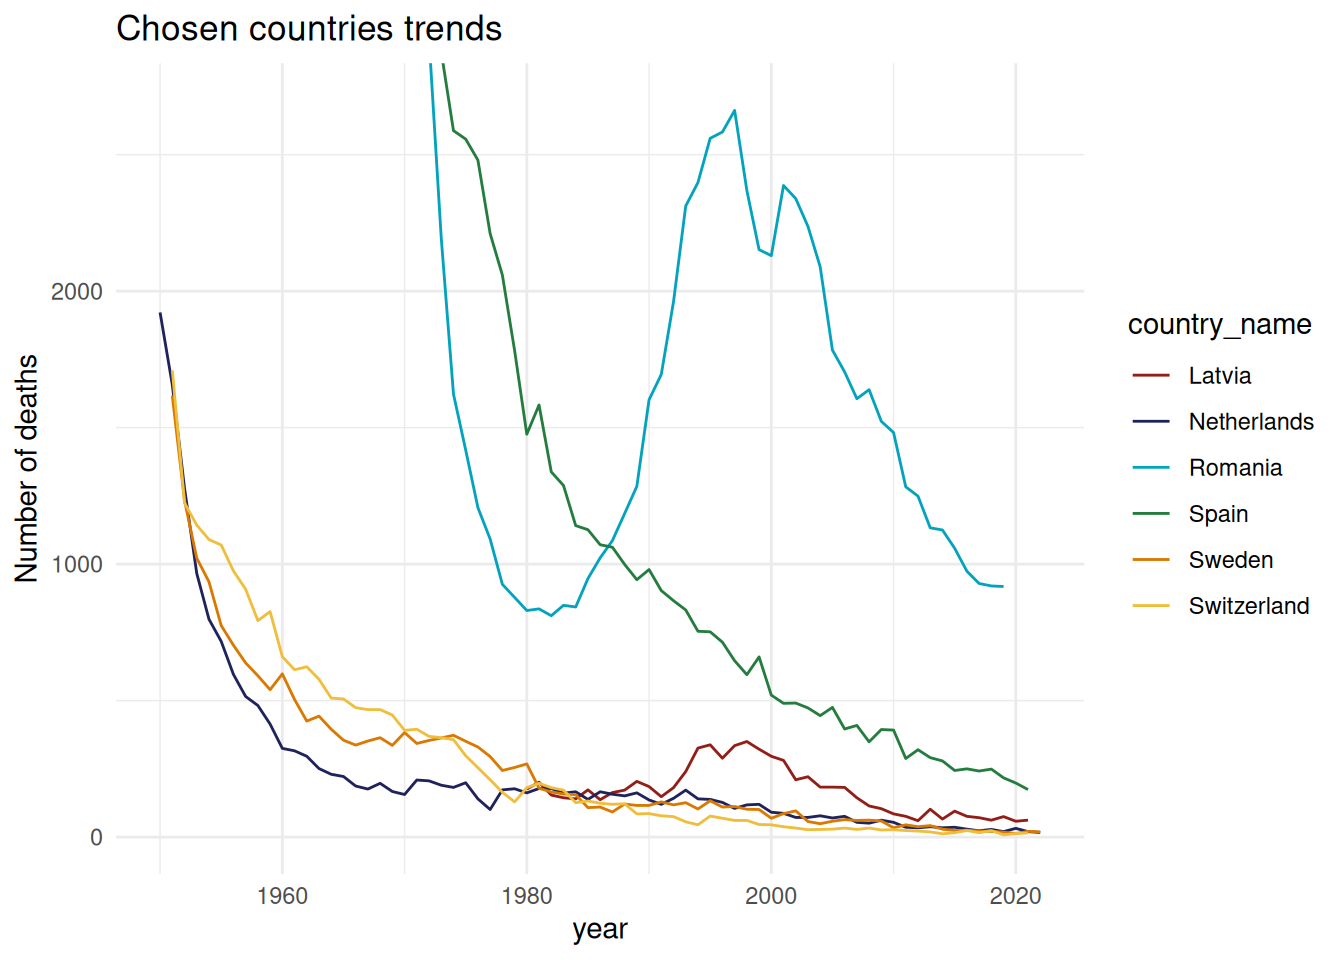 Chosen countries trends
Number of deaths
2000
1000
0
1960
1980
2000
2020
year
country_name
Latvia
Netherlands
Romania
Spain
Sweden
Switzerland